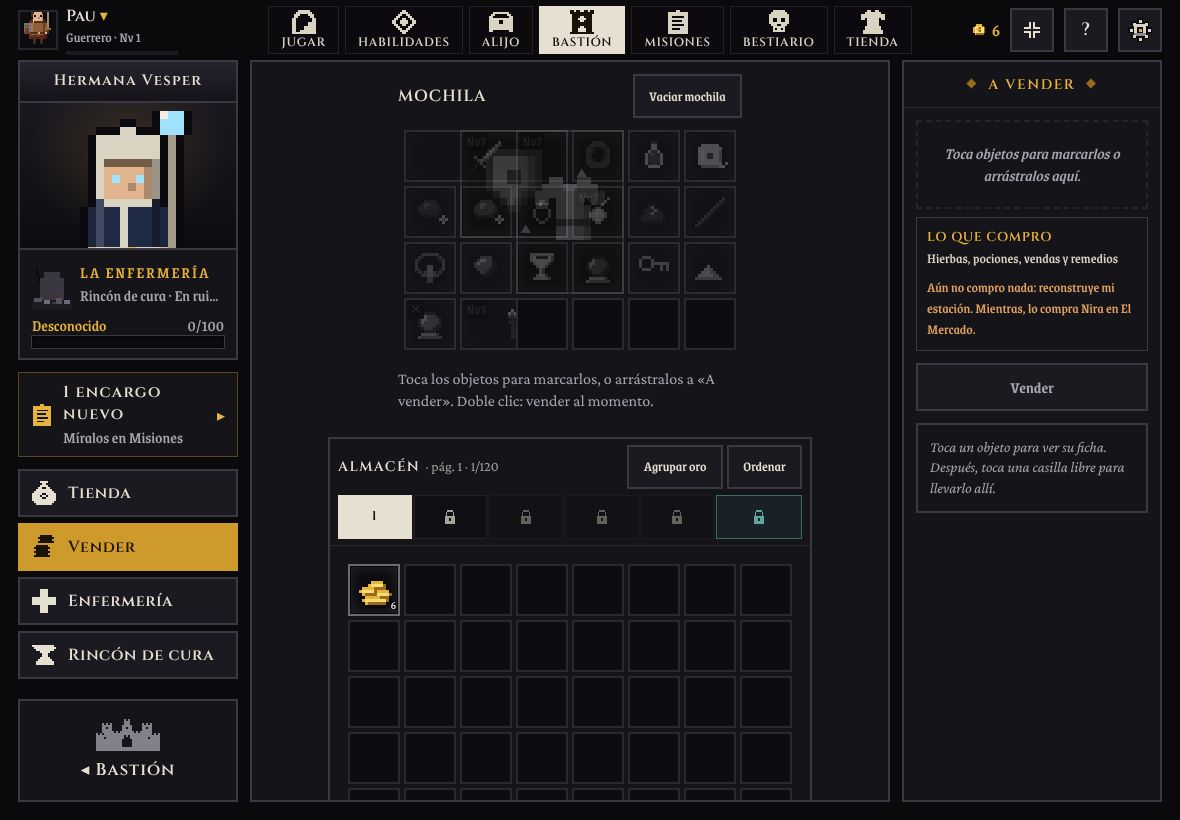 Pau ▾
Guerrero · Nv 1
JUGAR
HABILIDADES
ALIJO
BASTIÓN
MISIONES
BESTIARIO
TIENDA
6
?
Hermana Vesper
LA ENFERMERÍA
Rincón de cura · En rui...
Desconocido 0/100
1 ENCARGO
NUEVO
Míralos en Misiones
Tienda
Vender
Enfermería
Rincón de cura
◂ Bastión
MOCHILA
Vaciar mochila
Nv7
Nv7
Nv3
Toca los objetos para marcarlos, o arrástralos a «A
vender». Doble clic: vender al momento.
ALMACÉN · pág. 1 · 1/120
Agrupar oro
Ordenar
1
6
A VENDER
Toca objetos para marcarlos o
arrástralos aquí.
LO QUE COMPRO
Hierbas, pociones, vendas y remedios
Aún no compro nada: reconstruye mi
estación. Mientras, lo compra Nira en El
Mercado.
Vender
Toca un objeto para ver su ficha.
Después, toca una casilla libre para
llevarlo allí.